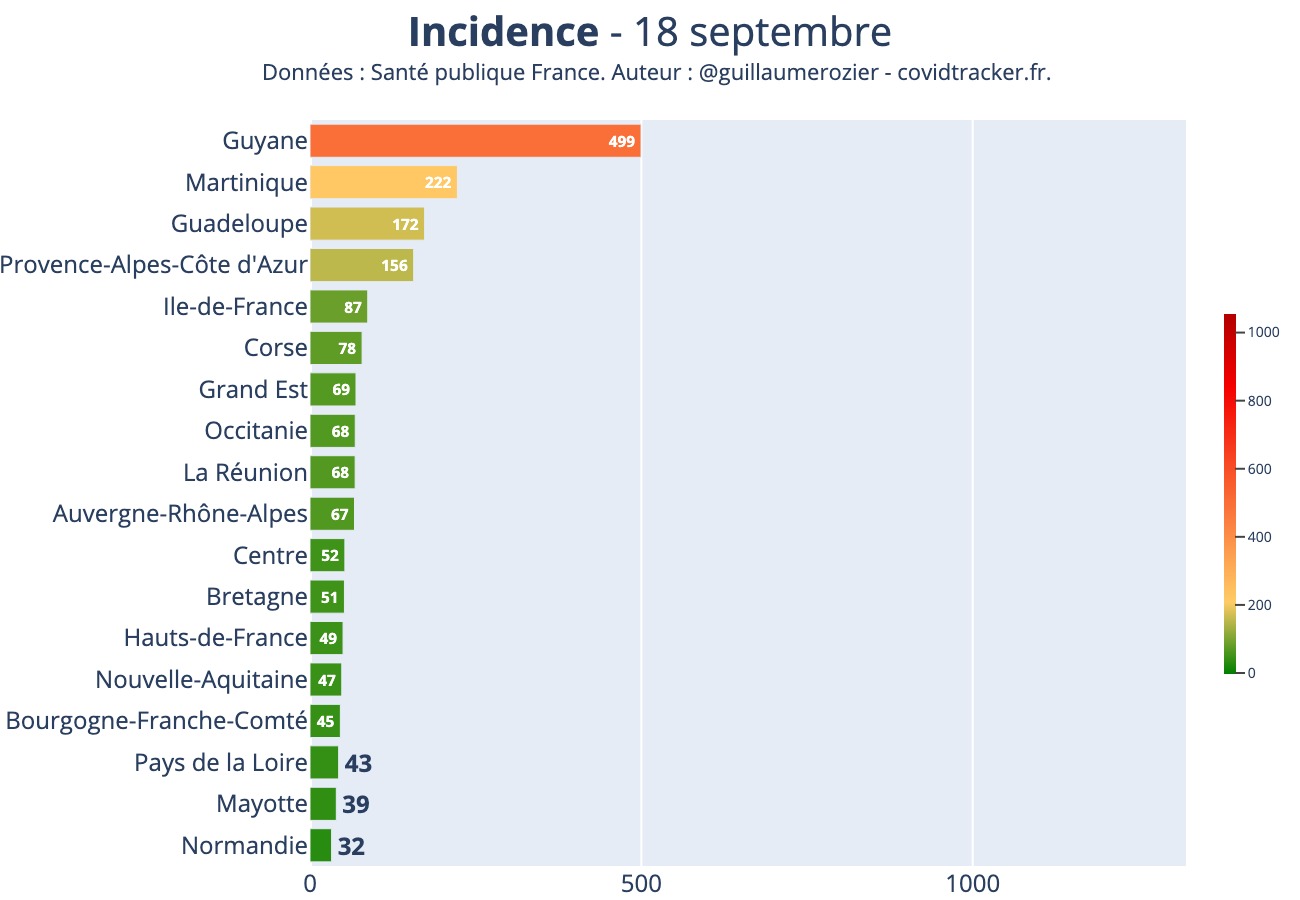 Incidence - 18 septembre
Données : Santé publique France. Auteur : @guillaumerozier - covidtracker.fr.
Guyane 499
Martinique 222
Guadeloupe 172
Provence-Alpes-Côte d'Azur 156
Ile-de-France 87
Corse 78
Grand Est 69
Occitanie 68
La Réunion 68
Auvergne-Rhône-Alpes 67
Centre 52
Bretagne 51
Hauts-de-France 49
Nouvelle-Aquitaine 47
Bourgogne-Franche-Comté 45
Pays de la Loire 43
Mayotte 39
Normandie 32
0 500 1000
1000
800
600
400
200
0